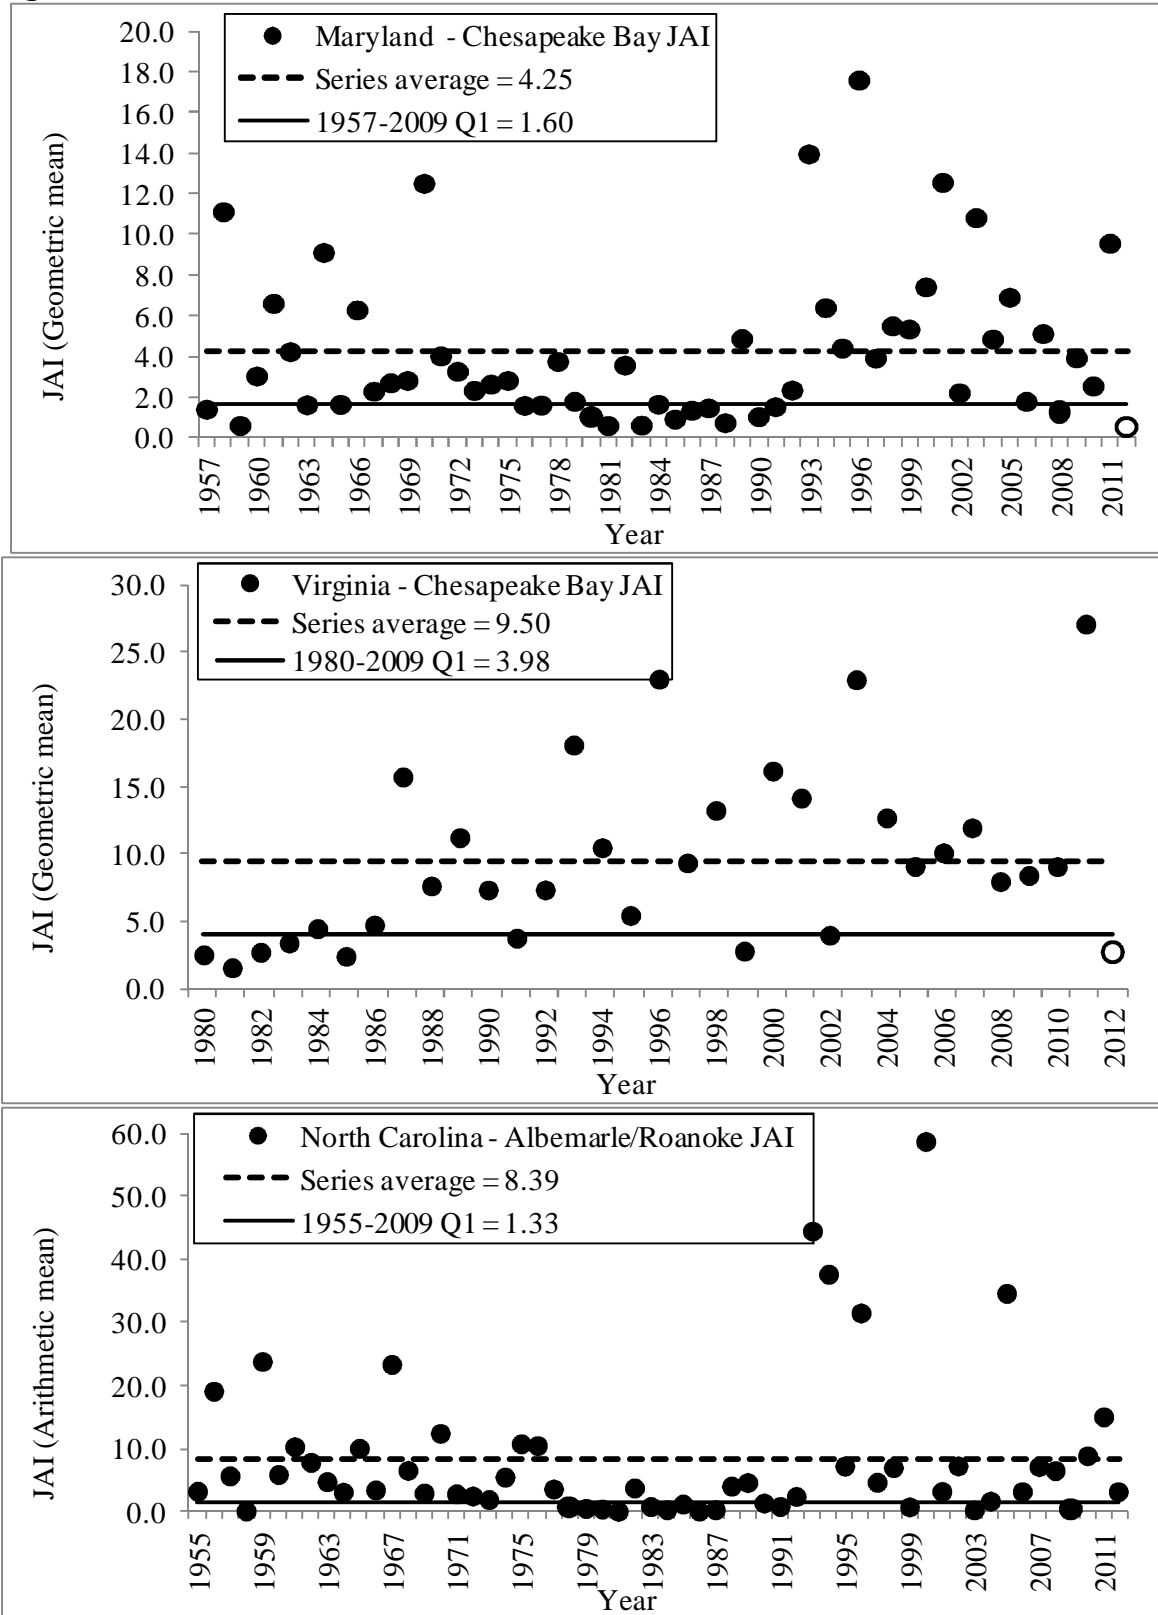 Maryland - Chesapeake Bay JAI
Series average = 4.25
1957-2009 Q1 = 1.60
JAI (Geometric mean)
20.0
18.0
16.0
14.0
12.0
10.0
8.0
6.0
4.0
2.0
0.0
1957 1960 1963 1966 1969 1972 1975 1978 1981 1984 1987 1990 1993 1996 1999 2002 2005 2008 2011
Year
Virginia - Chesapeake Bay JAI
Series average = 9.50
1980-2009 Q1 = 3.98
JAI (Geometric mean)
30.0
25.0
20.0
15.0
10.0
5.0
0.0
1980 1982 1984 1986 1988 1990 1992 1994 1996 1998 2000 2002 2004 2006 2008 2010 2012
Year
North Carolina - Albemarle/Roanoke JAI
Series average = 8.39
1955-2009 Q1 = 1.33
JAI (Arithmetic mean)
60.0
50.0
40.0
30.0
20.0
10.0
0.0
1955 1959 1963 1967 1971 1975 1979 1983 1987 1991 1995 1999 2003 2007 2011
Year